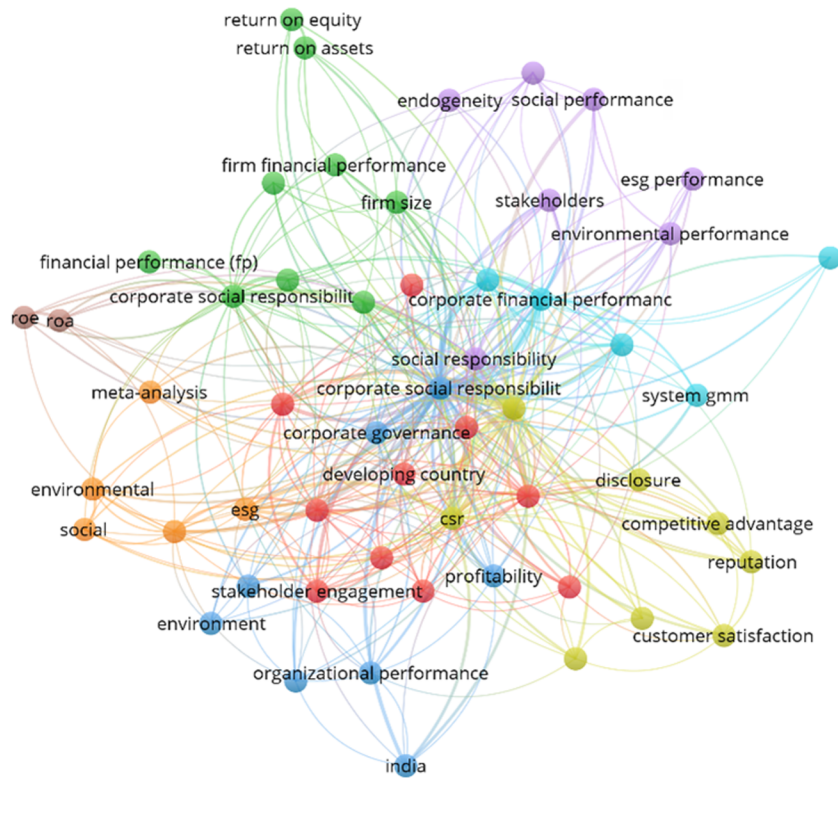 return on equity
return on assets
endogeneity
social performance
firm financial performance
esg performance
firm size
stakeholders
environmental performance
financial performance (fp)
corporate social responsibilit
corporate financial performanc
roe
roa
social responsibility
corporate social responsibilit
meta-analysis
system gmm
corporate governance
developing country
disclosure
environmental
esg
csr
competitive advantage
social
reputation
profitability
stakeholder engagement
environment
customer satisfaction
organizational performance
india